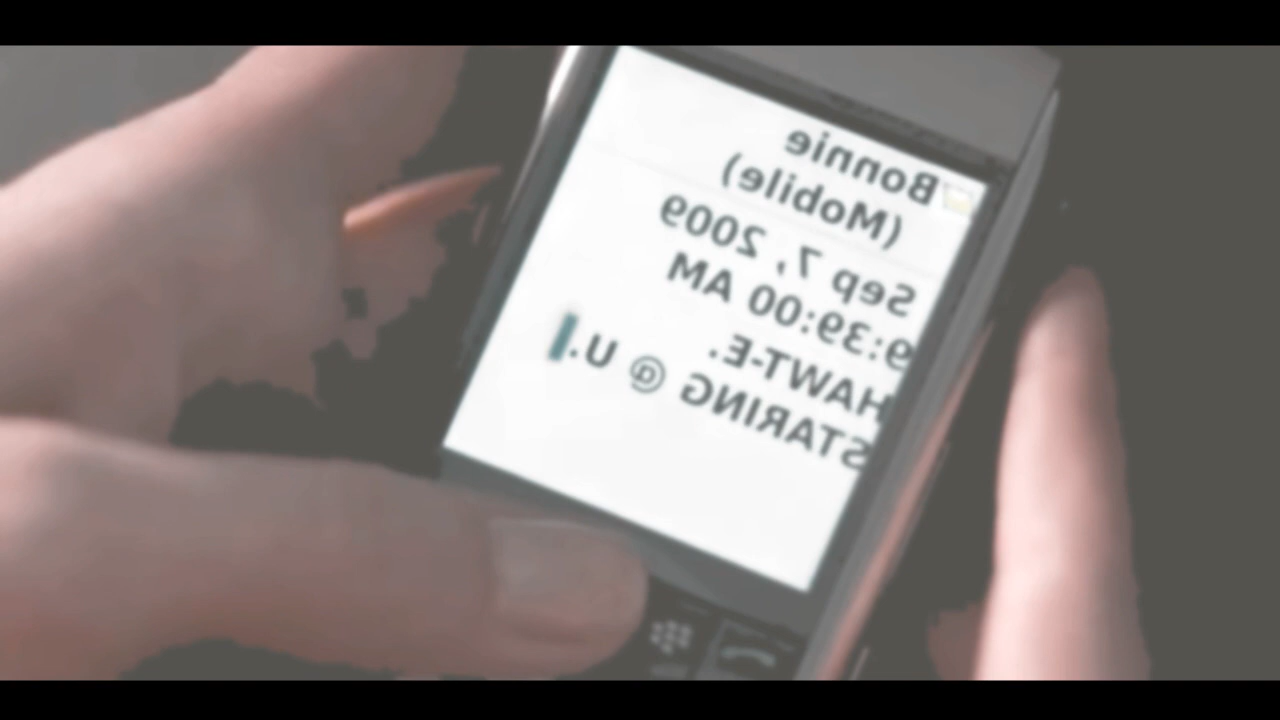 Bonnie
(Mobile)
Sep 7, 2009
9:39:00 AM
HAWT-E.
STARING @ U.